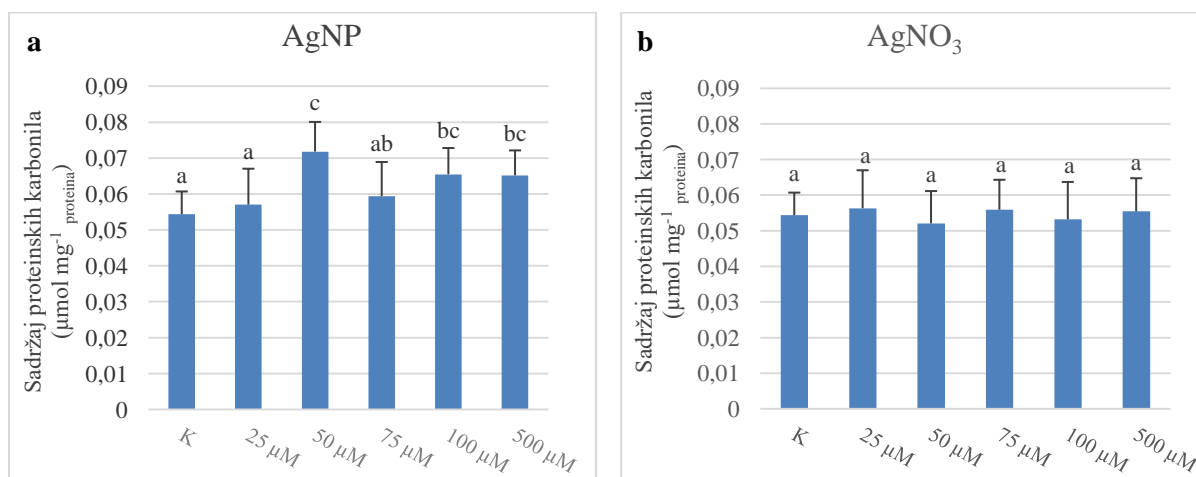 a
AgNP
Sadržaj proteinskih karbonila
(μmol mg⁻¹ proteina)
0,09
0,08
0,07
0,06
0,05
0,04
0,03
0,02
0,01
0
a
a
c
ab
bc
bc
K
25 μM
50 μM
75 μM
100 μM
500 μM
b
AgNO₃
Sadržaj proteinskih karbonila
(μmol mg⁻¹ proteina)
0,09
0,08
0,07
0,06
0,05
0,04
0,03
0,02
0,01
0
a
a
a
a
a
a
K
25 μM
50 μM
75 μM
100 μM
500 μM